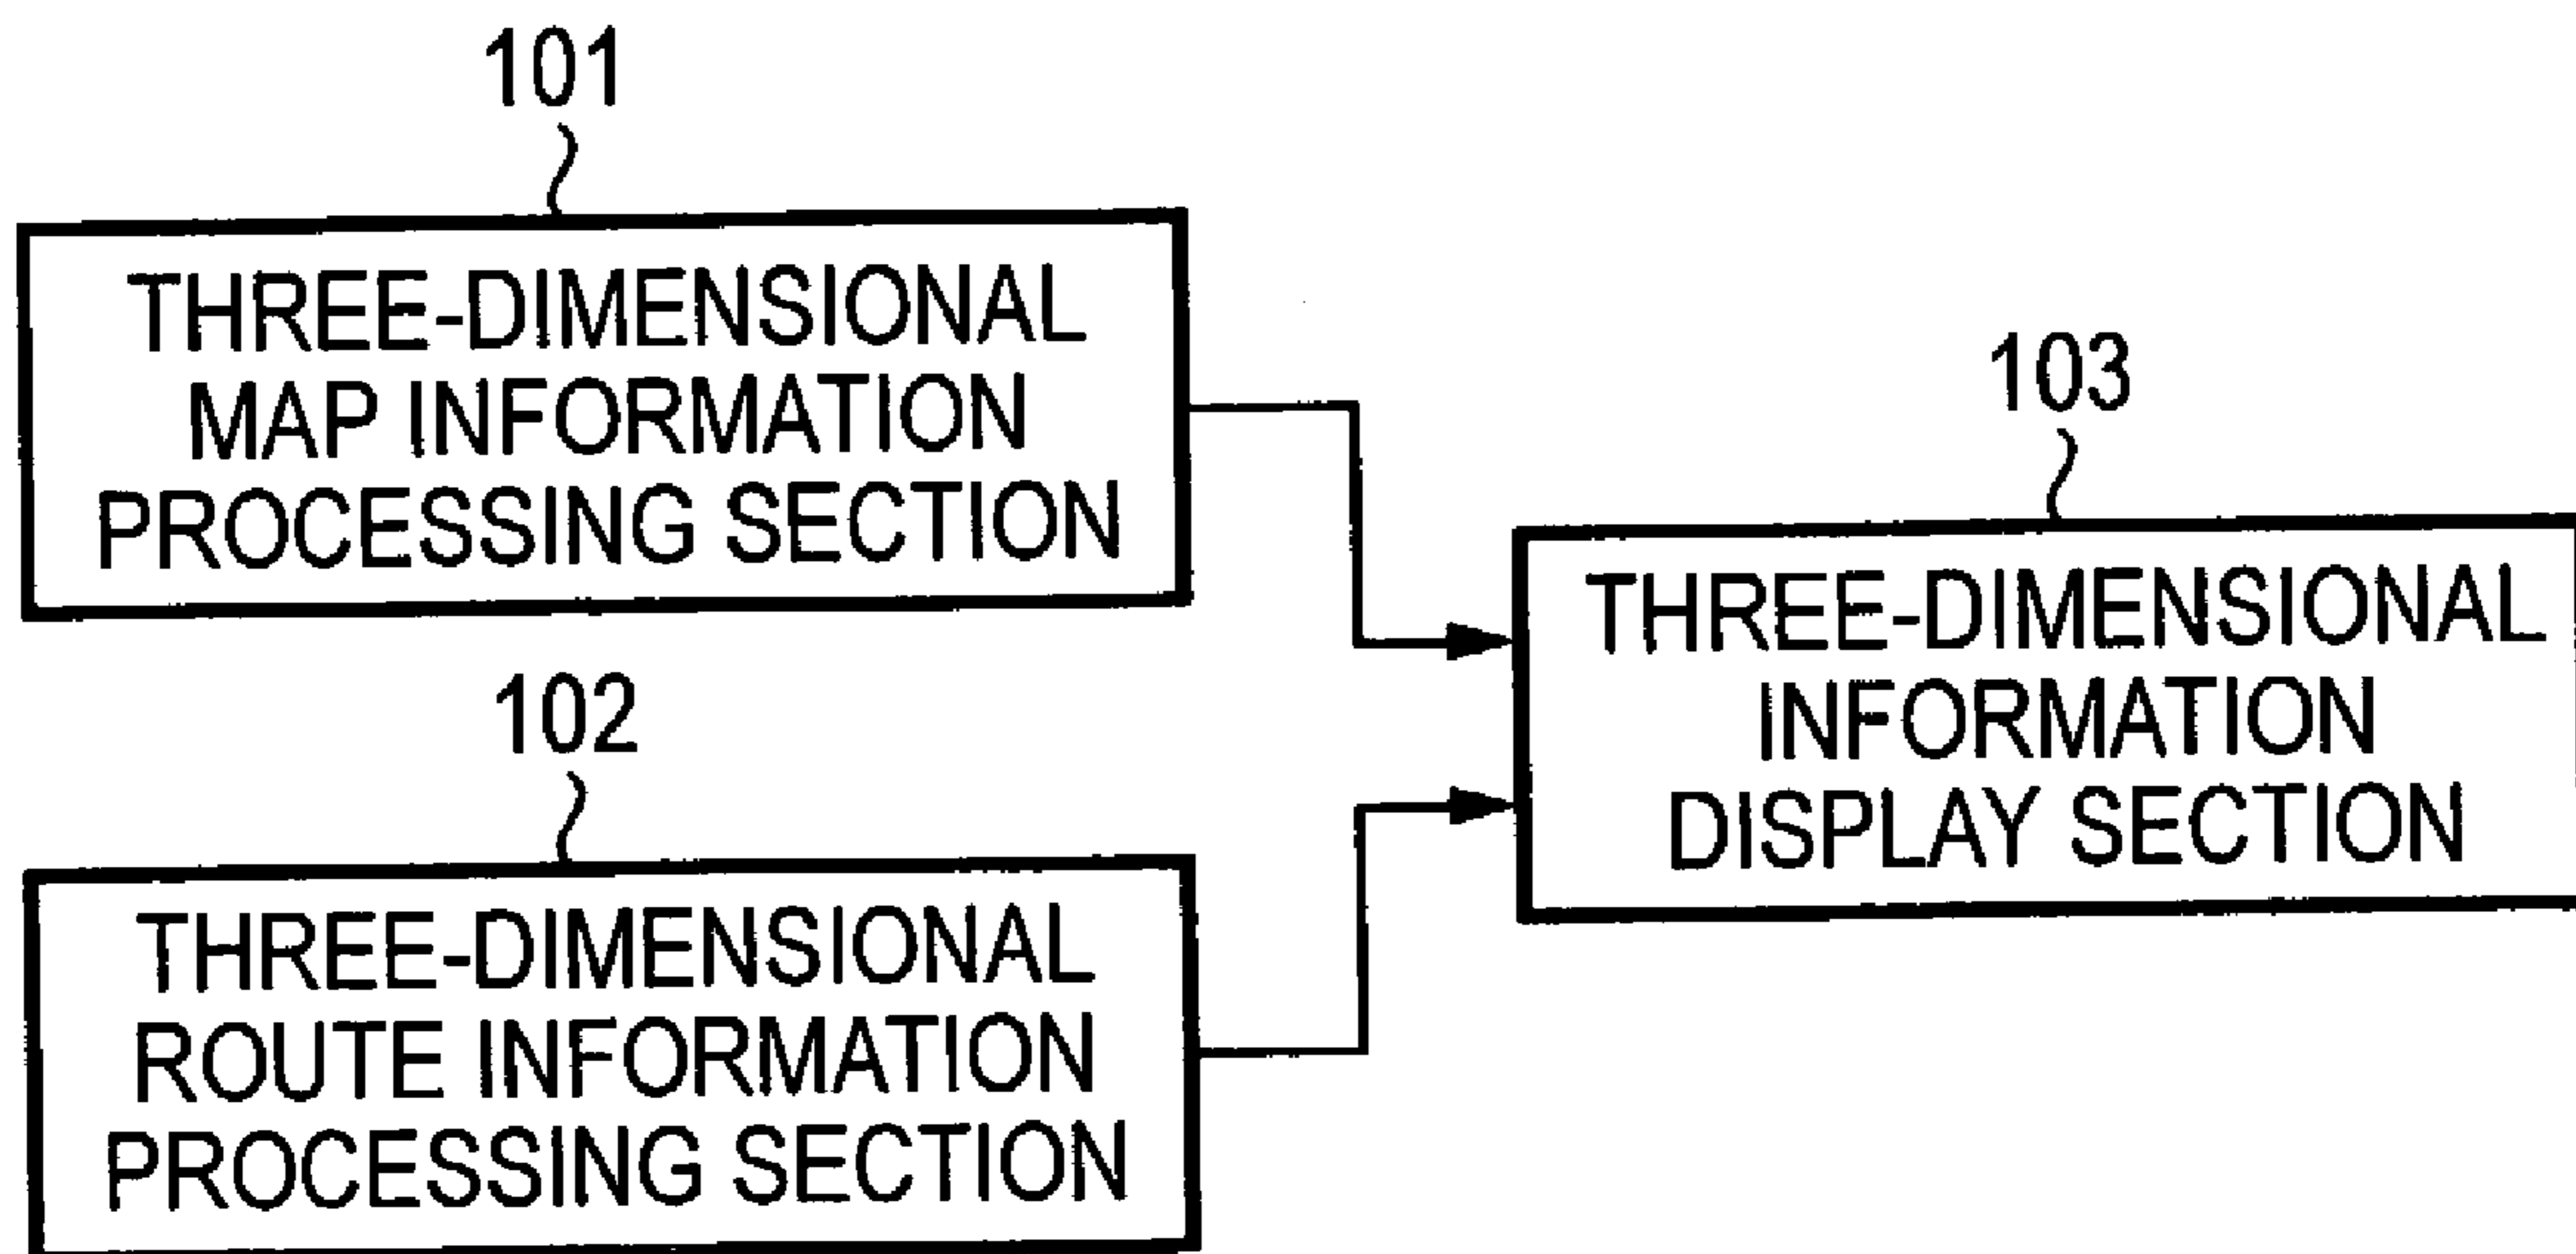 101
THREE-DIMENSIONAL
MAP INFORMATION
PROCESSING SECTION
102
THREE-DIMENSIONAL
ROUTE INFORMATION
PROCESSING SECTION
103
THREE-DIMENSIONAL
INFORMATION
DISPLAY SECTION